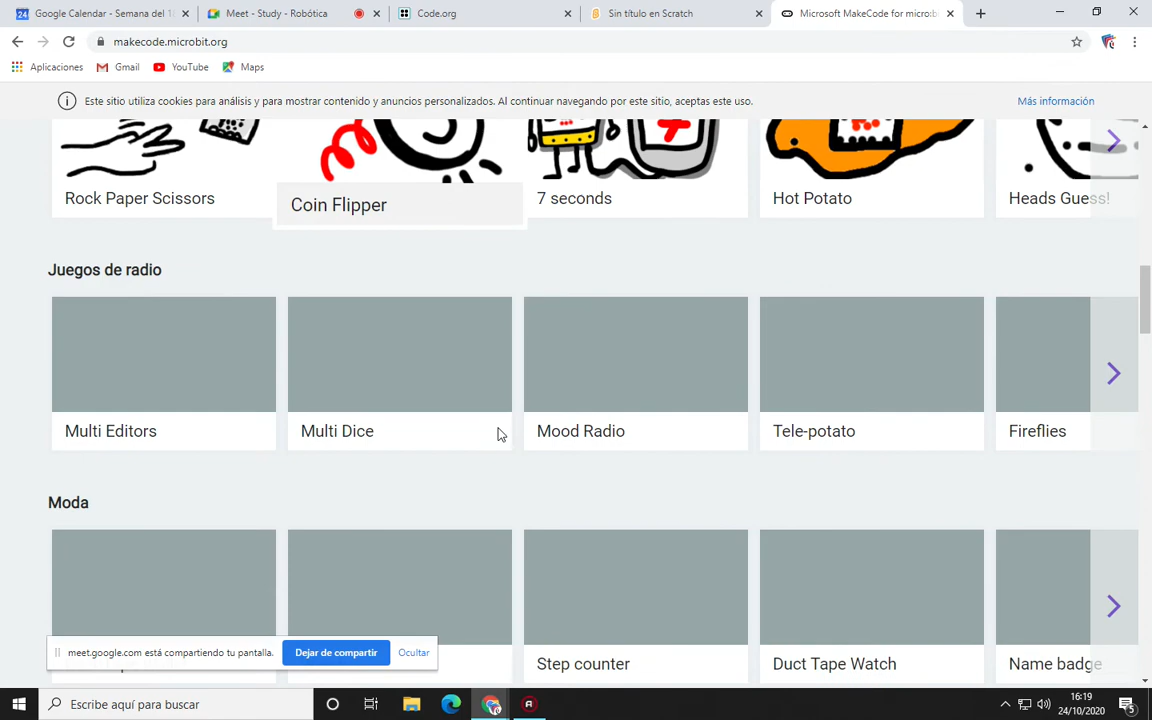 24 Google Calendar - Semana del 18
Meet - Study - Robótica
Code.org
Sin título en Scratch
Microsoft MakeCode for micro:b
makecode.microbit.org
Aplicaciones
Gmail
YouTube
Maps
Este sitio utiliza cookies para análisis y para mostrar contenido y anuncios personalizados. Al continuar navegando por este sitio, aceptas este uso.
Más información
Rock Paper Scissors
Coin Flipper
7 seconds
Hot Potato
Heads Guess!
Juegos de radio
Multi Editors
Multi Dice
Mood Radio
Tele-potato
Fireflies
Moda
Step counter
Duct Tape Watch
Name badge
meet.google.com está compartiendo tu pantalla.
Dejar de compartir
Ocultar
Escribe aquí para buscar
16:19
24/10/2020
5